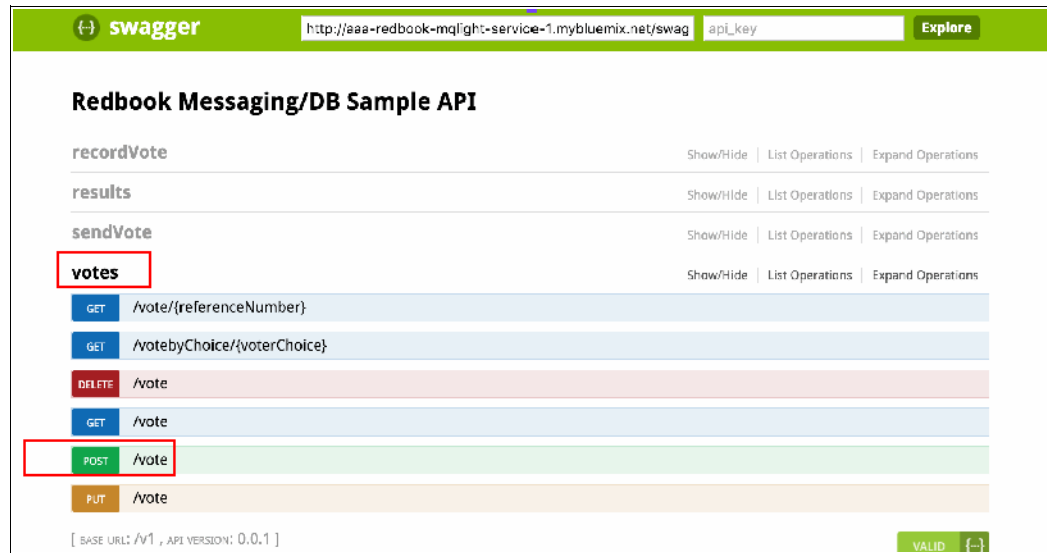 {··} swagger http://aaa-redbook-mqlight-service-1.mybluemix.net/swag api_key Explore
Redbook Messaging/DB Sample API
recordVote Show/Hide | List Operations | Expand Operations
results Show/Hide | List Operations | Expand Operations
sendVote Show/Hide | List Operations | Expand Operations
votes Show/Hide | List Operations | Expand Operations
GET /vote/{referenceNumber}
GET /votebyChoice/{voterChoice}
DELETE /vote
GET /vote
POST /vote
PUT /vote
[ BASE URL: /v1 , API VERSION: 0.0.1 ] VALID {··}